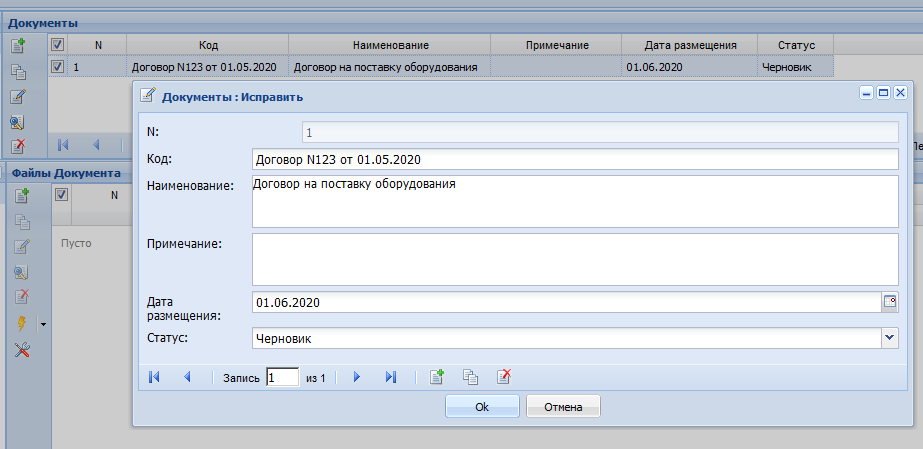 Документы
N Код Наименование Примечание Дата размещения Статус
1 Договор N123 от 01.05.2020 Договор на поставку оборудования 01.06.2020 Черновик
Документы : Исправить
N: 1
Код: Договор N123 от 01.05.2020
Наименование: Договор на поставку оборудования
Примечание:
Дата
размещения: 01.06.2020
Статус: Черновик
Запись 1 из 1
Ok Отмена
Файлы Документа
N
Пусто